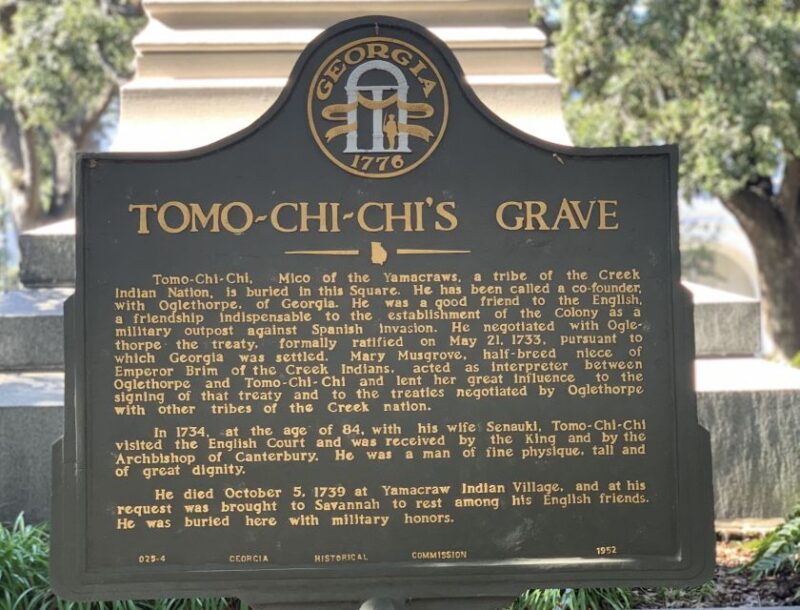 GEORGIA
1776
TOMO-CHI-CHI'S GRAVE
Tomo-Chi-Chi, Mico of the Yamacraws, a tribe of the Creek
Indian Nation, is buried in this Square. He has been called a co-founder,
with Oglethorpe, of Georgia. He was a good friend to the English,
a friendship indispensable to the establishment of the Colony as a
military outpost against Spanish invasion. He negotiated with Ogle-
thorpe the treaty, formally ratified on May 21, 1733, pursuant to
which Georgia was settled. Mary Musgrove, half-breed niece of
Emperor Brim of the Creek Indians, acted as interpreter between
Oglethorpe and Tomo-Chi-Chi and lent her great influence to the
signing of that treaty and to the treaties negotiated by Oglethorpe
with other tribes of the Creek nation.
In 1734, at the age of 84, with his wife Senauki, Tomo-Chi-Chi
visited the English Court and was received by the King and by the
Archbishop of Canterbury. He was a man of fine physique, tall and
of great dignity.
He died October 5, 1739 at Yamacraw Indian Village, and at his
request was brought to Savannah to rest among his English friends.
He was buried here with military honors.
025-4 GEORGIA HISTORICAL COMMISSION 1952